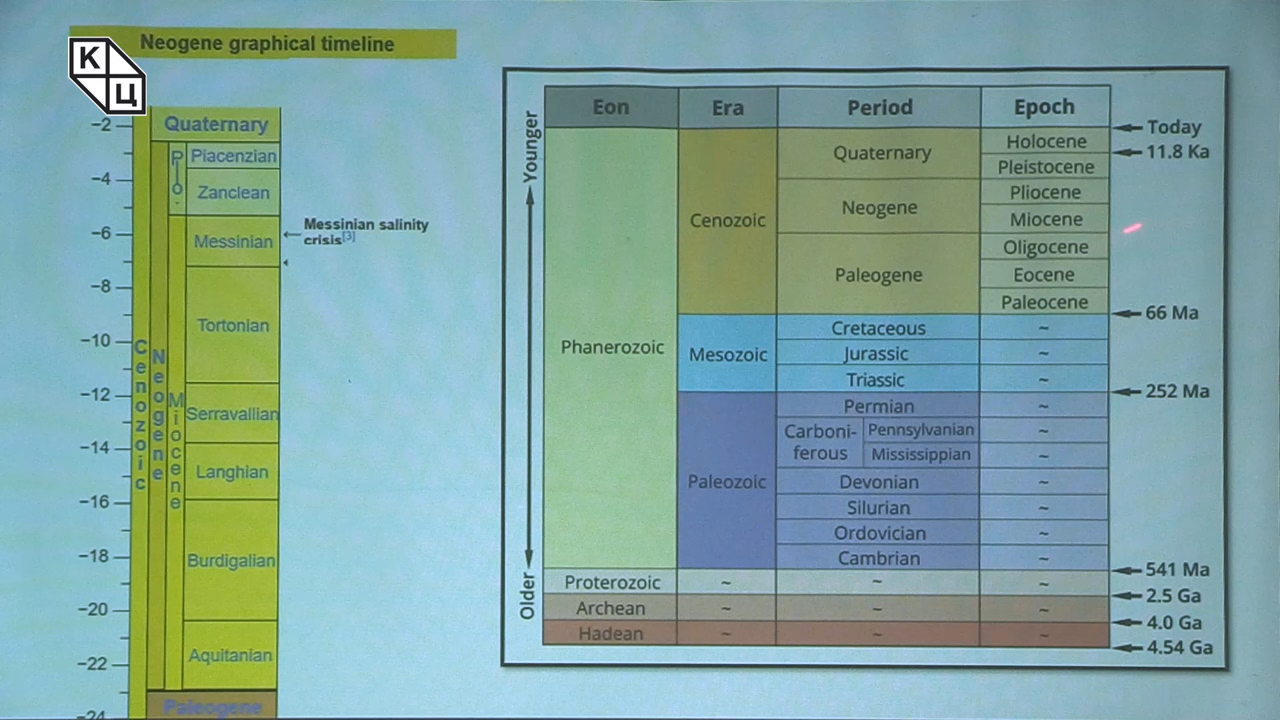 Neogene graphical timeline
К
Ц
−2
−4
−6
−8
−10
−12
−14
−16
−18
−20
−22
−24
Cenozoic
Neogene
Miocene
Quaternary
Piacenzian
Zanclean
Messinian
Tortonian
Serravallian
Langhian
Burdigalian
Aquitanian
Paleogene
Messinian salinity
crisis[3]
Younger
Older
Eon Era Period Epoch
Phanerozoic
Proterozoic ~ ~ ~
Archean ~ ~ ~
Hadean ~ ~ ~
Cenozoic
Mesozoic
Paleozoic
Quaternary
Neogene
Paleogene
Cretaceous ~
Jurassic ~
Triassic ~
Permian ~
Carboni-
ferous
Pennsylvanian ~
Mississippian ~
Devonian ~
Silurian ~
Ordovician ~
Cambrian ~
Holocene
Pleistocene
Pliocene
Miocene
Oligocene
Eocene
Paleocene
Today
11.8 Ka
66 Ma
252 Ma
541 Ma
2.5 Ga
4.0 Ga
4.54 Ga